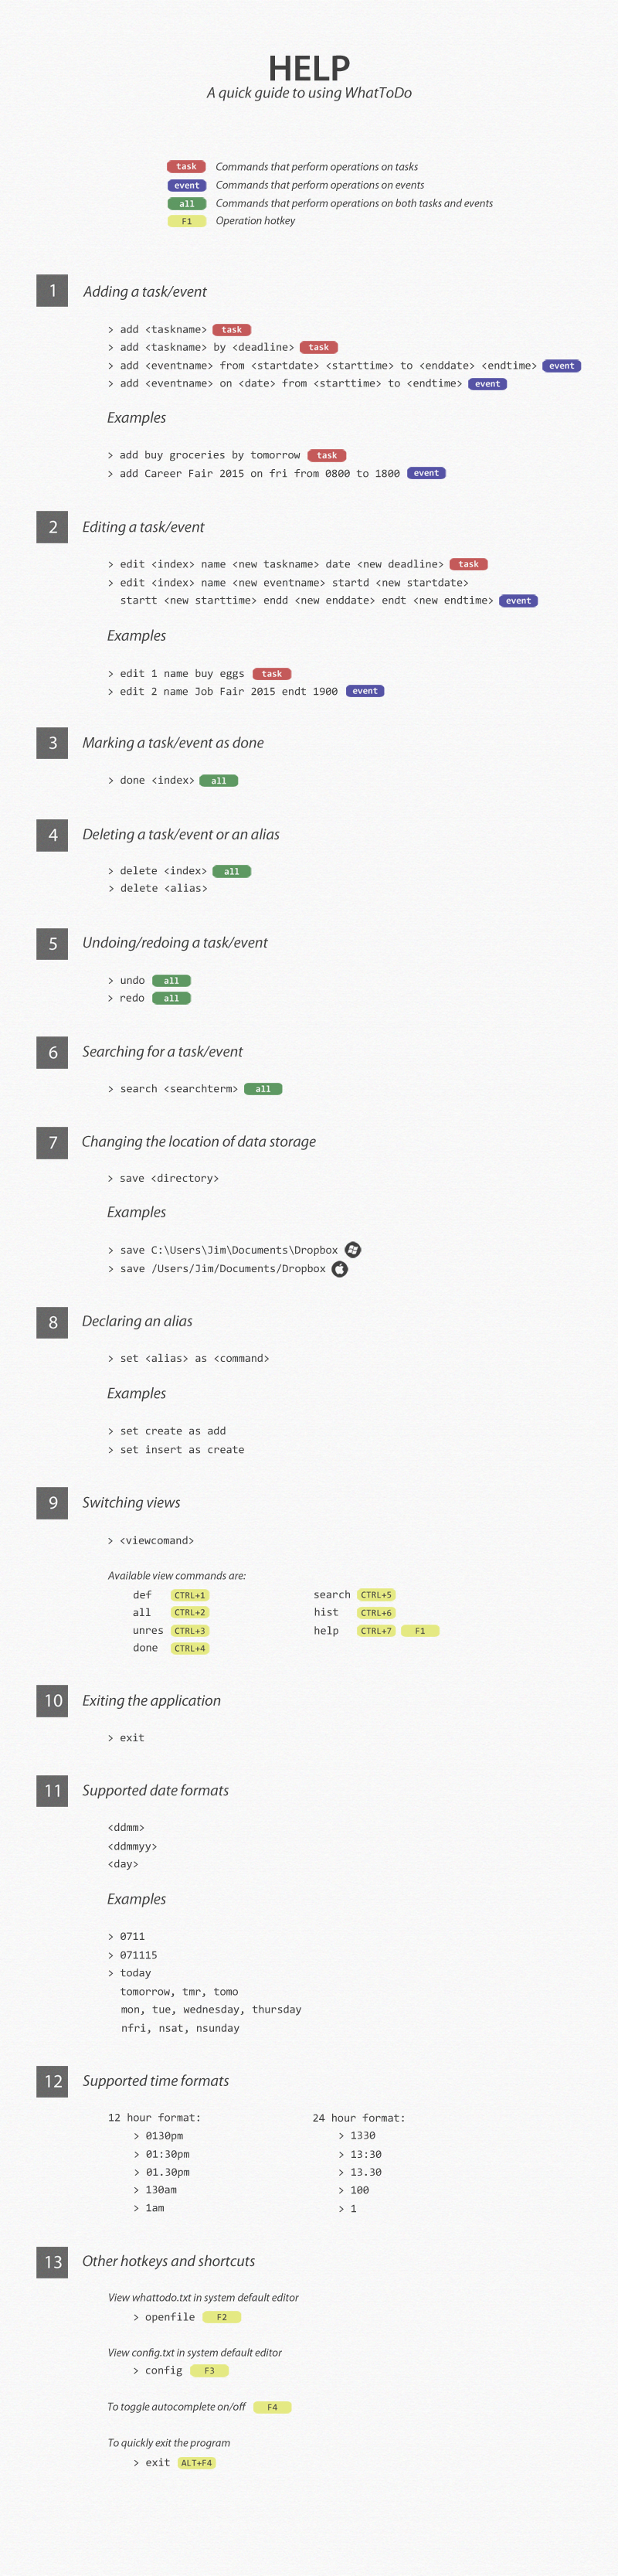 HELP
A quick guide to using WhatToDo
task Commands that perform operations on tasks
event Commands that perform operations on events
all Commands that perform operations on both tasks and events
F1 Operation hotkey
1 Adding a task/event
> add <taskname> task
> add <taskname> by <deadline> task
> add <eventname> from <startdate> <starttime> to <enddate> <endtime> event
> add <eventname> on <date> from <starttime> to <endtime> event
Examples
> add buy groceries by tomorrow task
> add Career Fair 2015 on fri from 0800 to 1800 event
2 Editing a task/event
> edit <index> name <new taskname> date <new deadline> task
> edit <index> name <new eventname> startd <new startdate>
startt <new starttime> endd <new enddate> endt <new endtime> event
Examples
> edit 1 name buy eggs task
> edit 2 name Job Fair 2015 endt 1900 event
3 Marking a task/event as done
> done <index> all
4 Deleting a task/event or an alias
> delete <index> all
> delete <alias>
5 Undoing/redoing a task/event
> undo all
> redo all
6 Searching for a task/event
> search <searchterm> all
7 Changing the location of data storage
> save <directory>
Examples
> save C:\Users\Jim\Documents\Dropbox
> save /Users/Jim/Documents/Dropbox
8 Declaring an alias
> set <alias> as <command>
Examples
> set create as add
> set insert as create
9 Switching views
> <viewcomand>
Available view commands are:
def CTRL+1
all CTRL+2
unres CTRL+3
done CTRL+4
search CTRL+5
hist CTRL+6
help CTRL+7 F1
10 Exiting the application
> exit
11 Supported date formats
<ddmm>
<ddmmyy>
<day>
Examples
> 0711
> 071115
> today
tomorrow, tmr, tomo
mon, tue, wednesday, thursday
nfri, nsat, nsunday
12 Supported time formats
12 hour format:
> 0130pm
> 01:30pm
> 01.30pm
> 130am
> 1am
24 hour format:
> 1330
> 13:30
> 13.30
> 100
> 1
13 Other hotkeys and shortcuts
View whattodo.txt in system default editor
> openfile F2
View config.txt in system default editor
> config F3
To toggle autocomplete on/off F4
To quickly exit the program
> exit ALT+F4